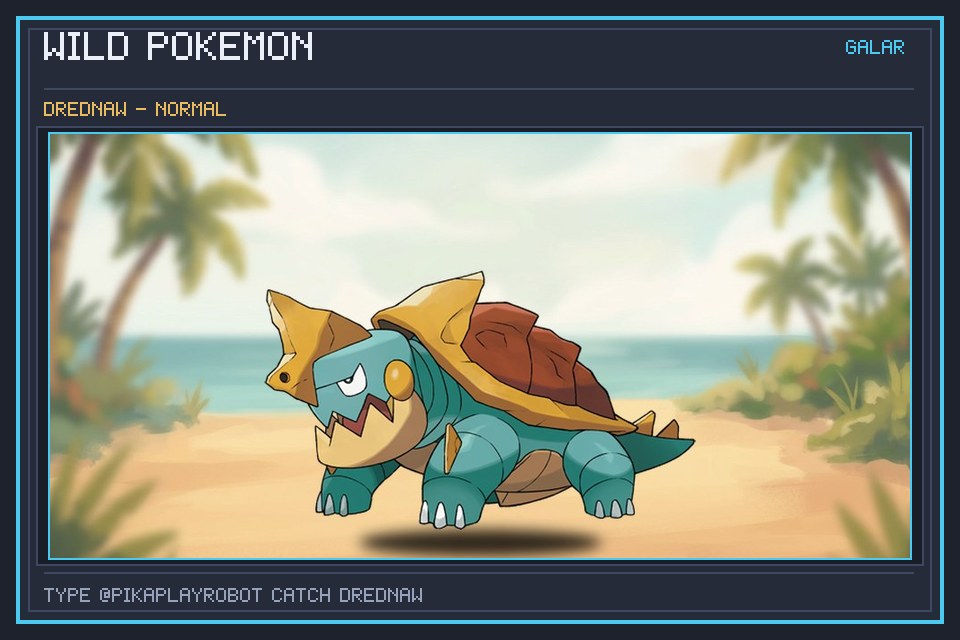 WILD POKEMON
GALAR
DREDNAW - NORMAL
TYPE @PIKAPLAYROBOT CATCH DREDNAW